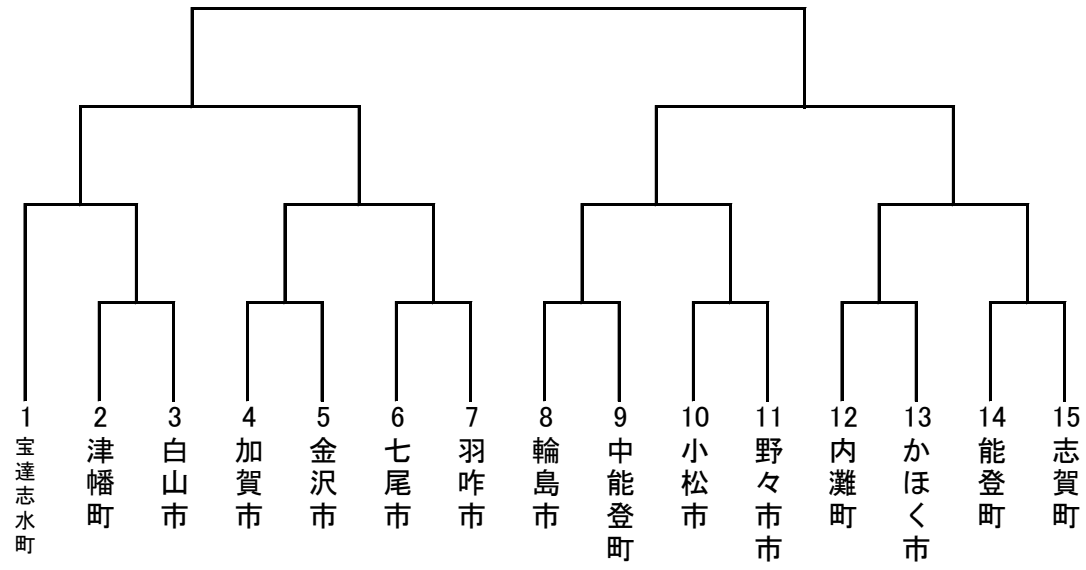 1 宝達志水町
2 津幡町
3 白山市
4 加賀市
5 金沢市
6 七尾市
7 羽咋市
8 輪島市
9 中能登町
10 小松市
11 野々市市
12 内灘町
13 かほく市
14 能登町
15 志賀町